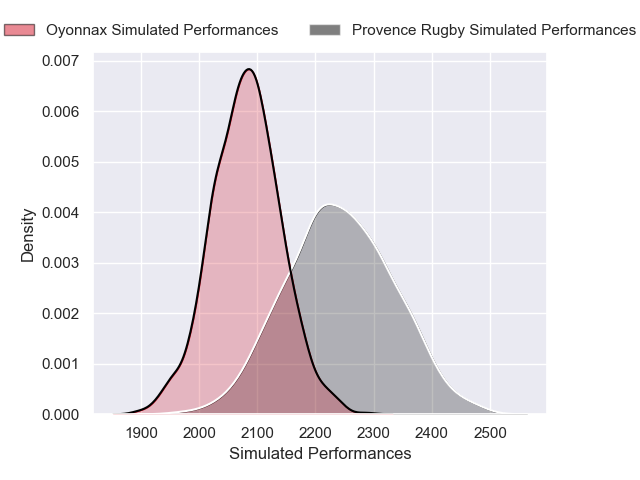 Oyonnax Simulated Performances
Provence Rugby Simulated Performances
0.007
0.006
0.005
0.004
0.003
0.002
0.001
0.000
Density
1900 2000 2100 2200 2300 2400 2500
Simulated Performances